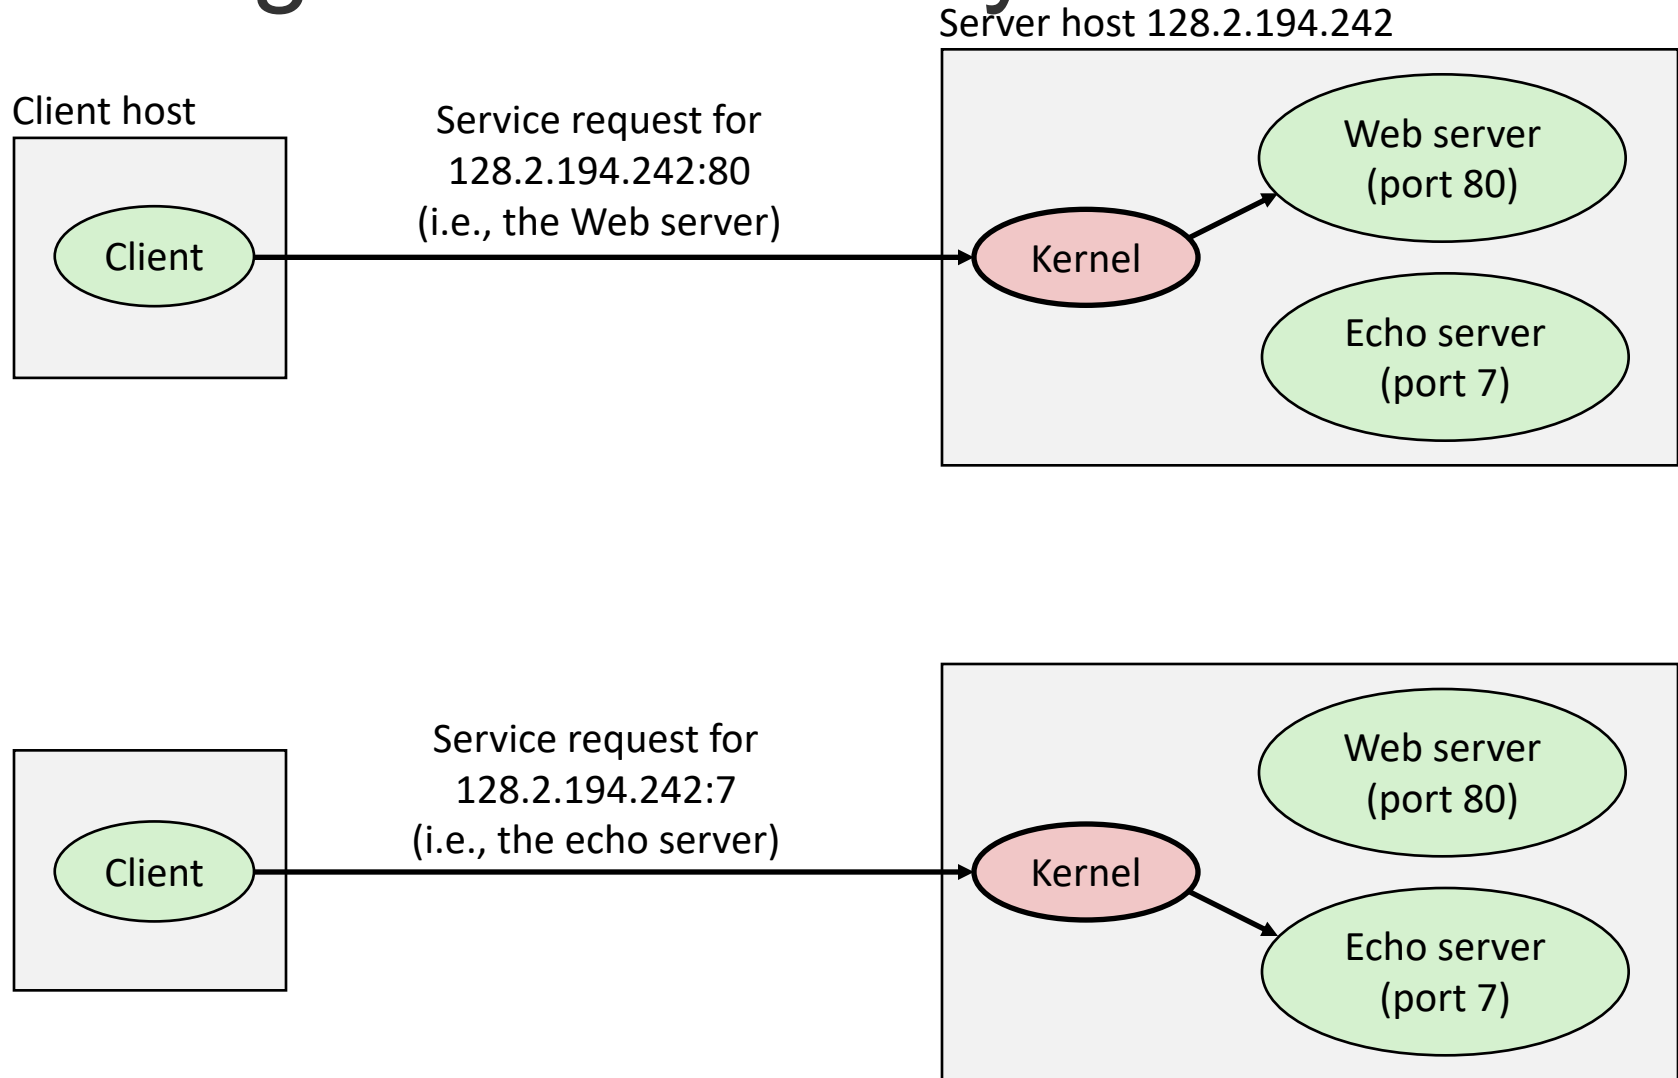 Server host 128.2.194.242
Client host
Service request for
128.2.194.242:80
(i.e., the Web server)
Client
Kernel
Web server
(port 80)
Echo server
(port 7)
Service request for
128.2.194.242:7
(i.e., the echo server)
Client
Kernel
Web server
(port 80)
Echo server
(port 7)